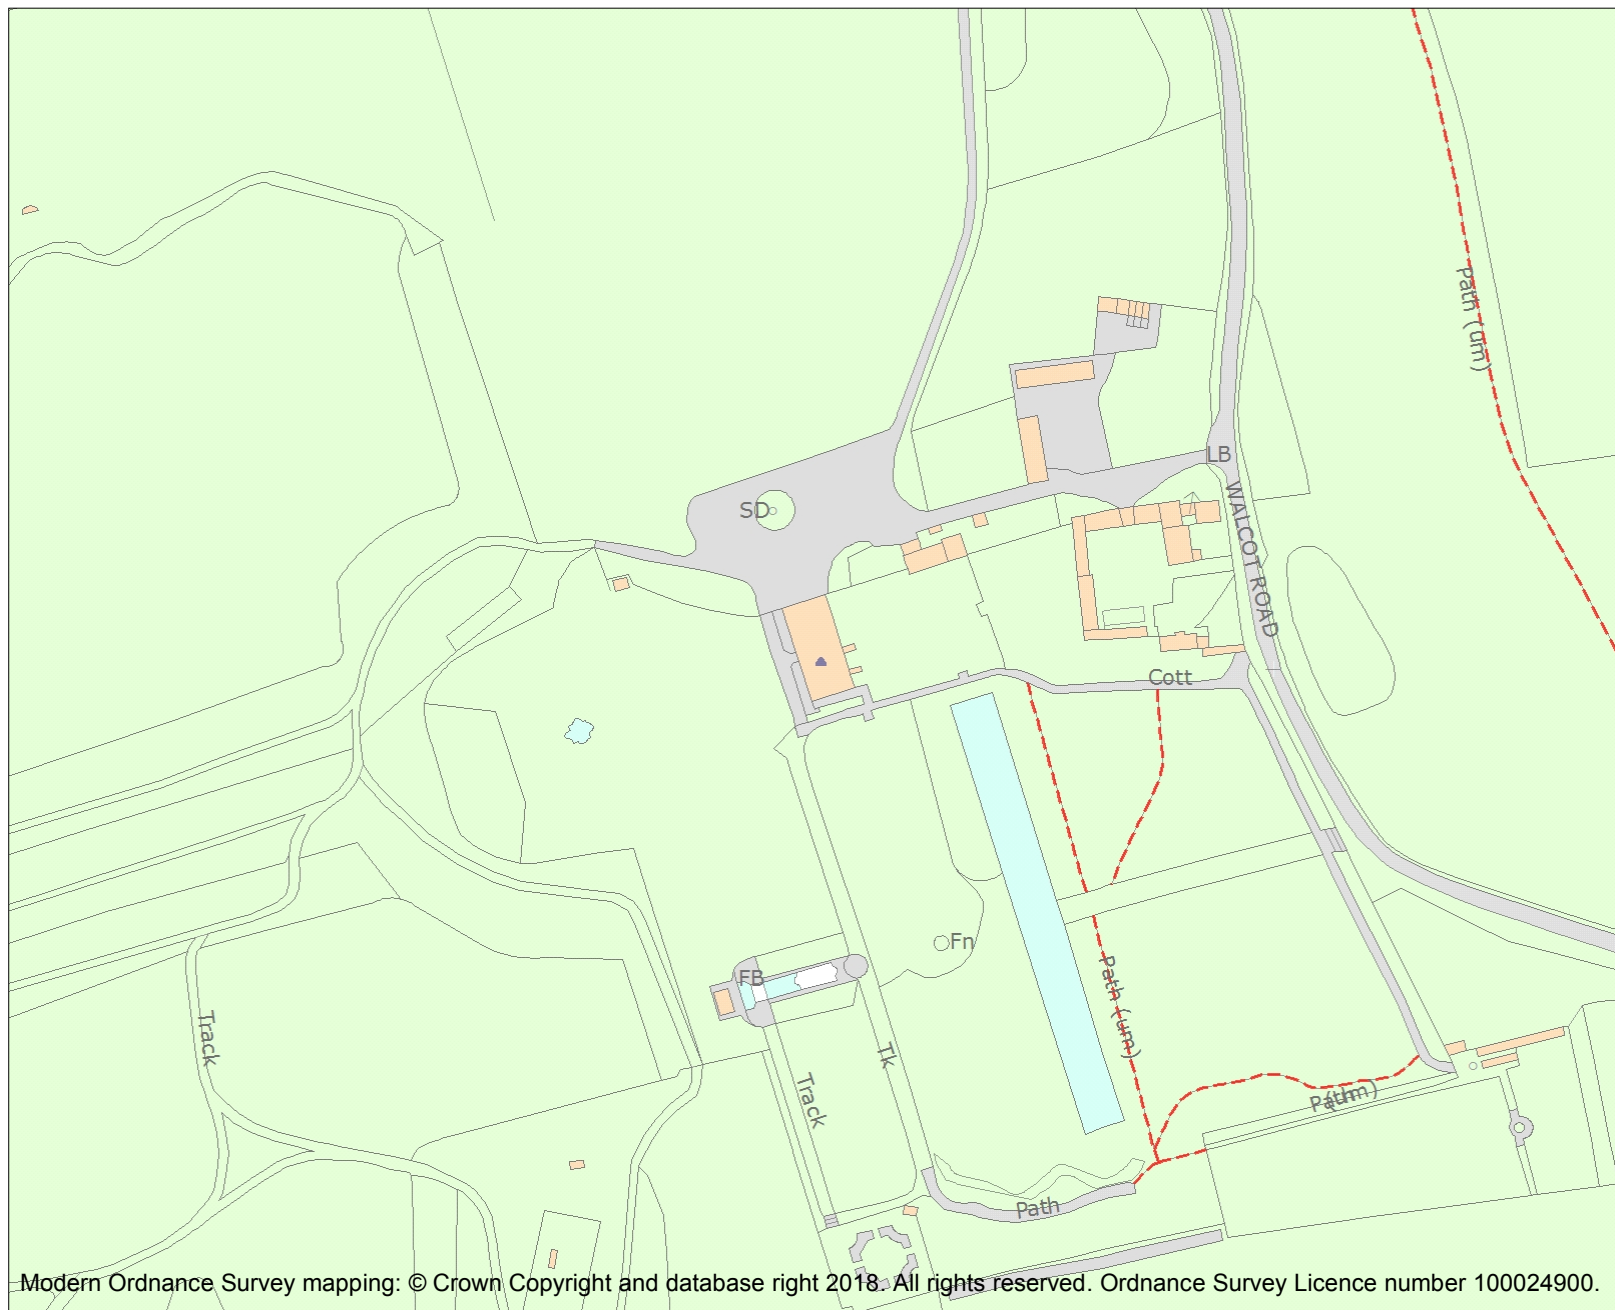 Path (um)
LB
SD
WALCOT ROAD
Cott
Fn
FB
Path (um)
Track
Tk
Track
Path
Modern Ordnance Survey mapping: © Crown Copyright and database right 2018. All rights reserved. Ordnance Survey Licence number 100024900.